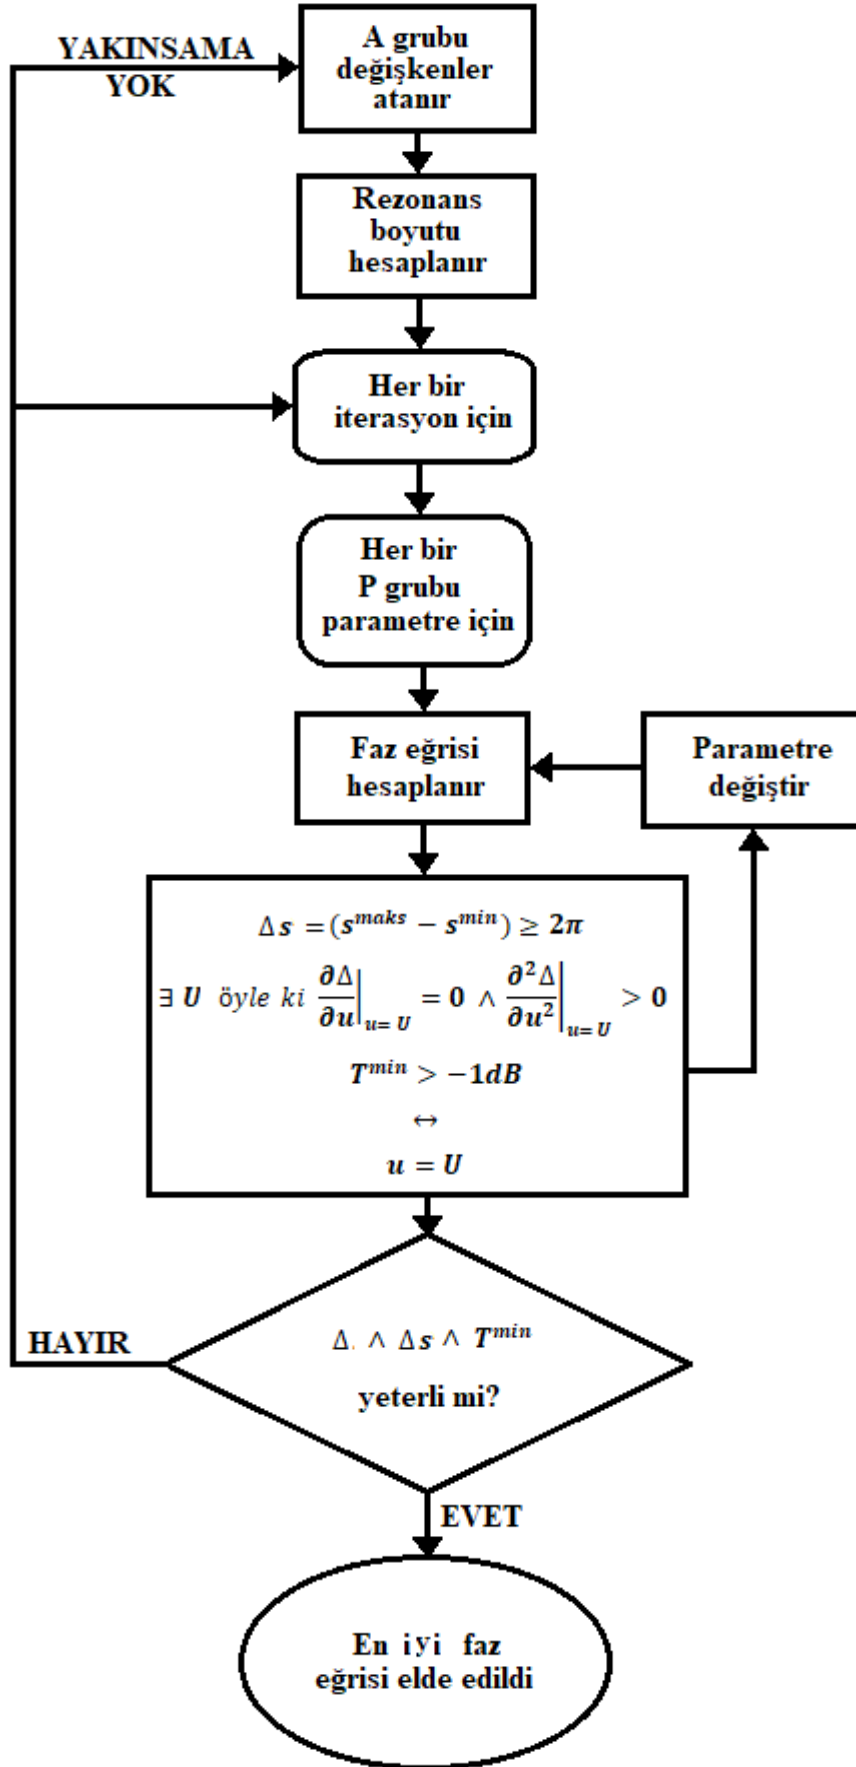 YAKINSAMA
YOK
A grubu
değişkenler
atanır
Rezonans
boyutu
hesaplanır
Her bir
iterasyon için
Her bir
P grubu
parametre için
Faz eğrisi
hesaplanır
Parametre
değiştir
Δs = (s^{maks} − s^{min}) ≥ 2π
∃ U öyle ki ∂Δ/∂u|_{u= U} = 0 ∧ ∂²Δ/∂u²|_{u= U} > 0
T^{min} > −1dB
↔
u = U
HAYIR
Δ. ∧ Δs ∧ T^{min}
yeterli mi?
EVET
En iyi faz
eğrisi elde edildi